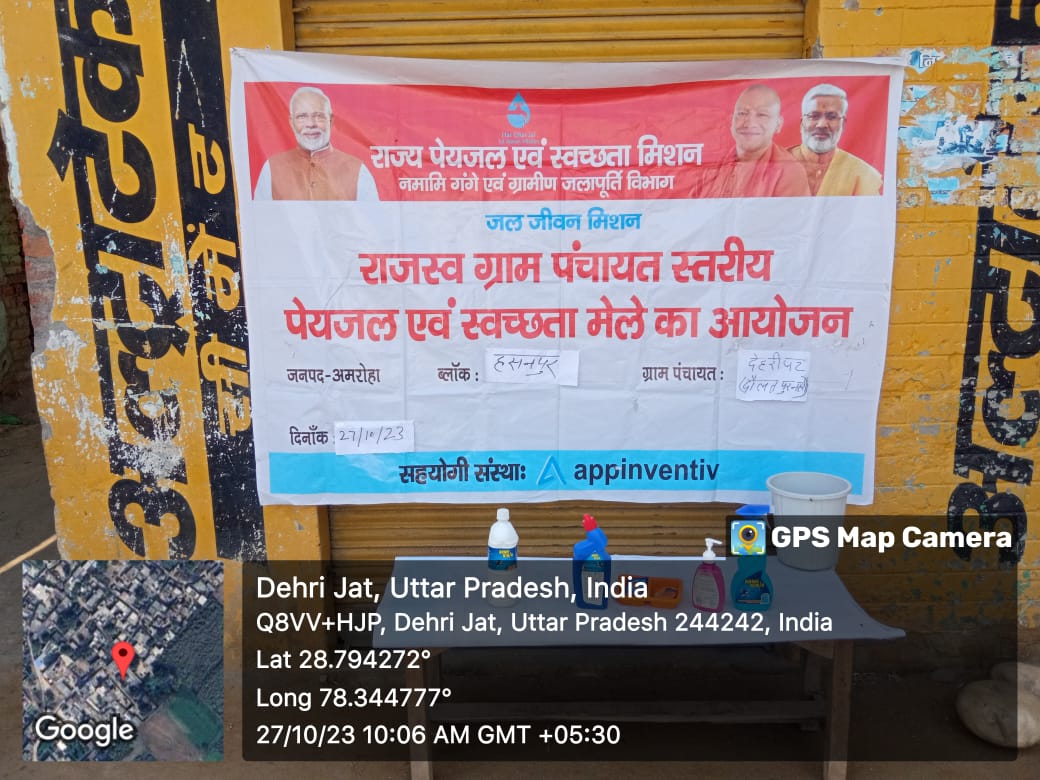 राज्य पेयजल एवं स्वच्छता मिशन
नमामि गंगे एवं ग्रामीण जलापूर्ति विभाग
जल जीवन मिशन
राजस्व ग्राम पंचायत स्तरीय
पेयजल एवं स्वच्छता मेले का आयोजन
जनपद-अमरोहा ब्लॉक : हसनपुर ग्राम पंचायत :
दिनाँक 27/10/23
सहयोगी संस्था: appinventiv
GPS Map Camera
Dehri Jat, Uttar Pradesh, India
Q8VV+HJP, Dehri Jat, Uttar Pradesh 244242, India
Lat 28.794272°
Long 78.344777°
27/10/23 10:06 AM GMT +05:30
Google